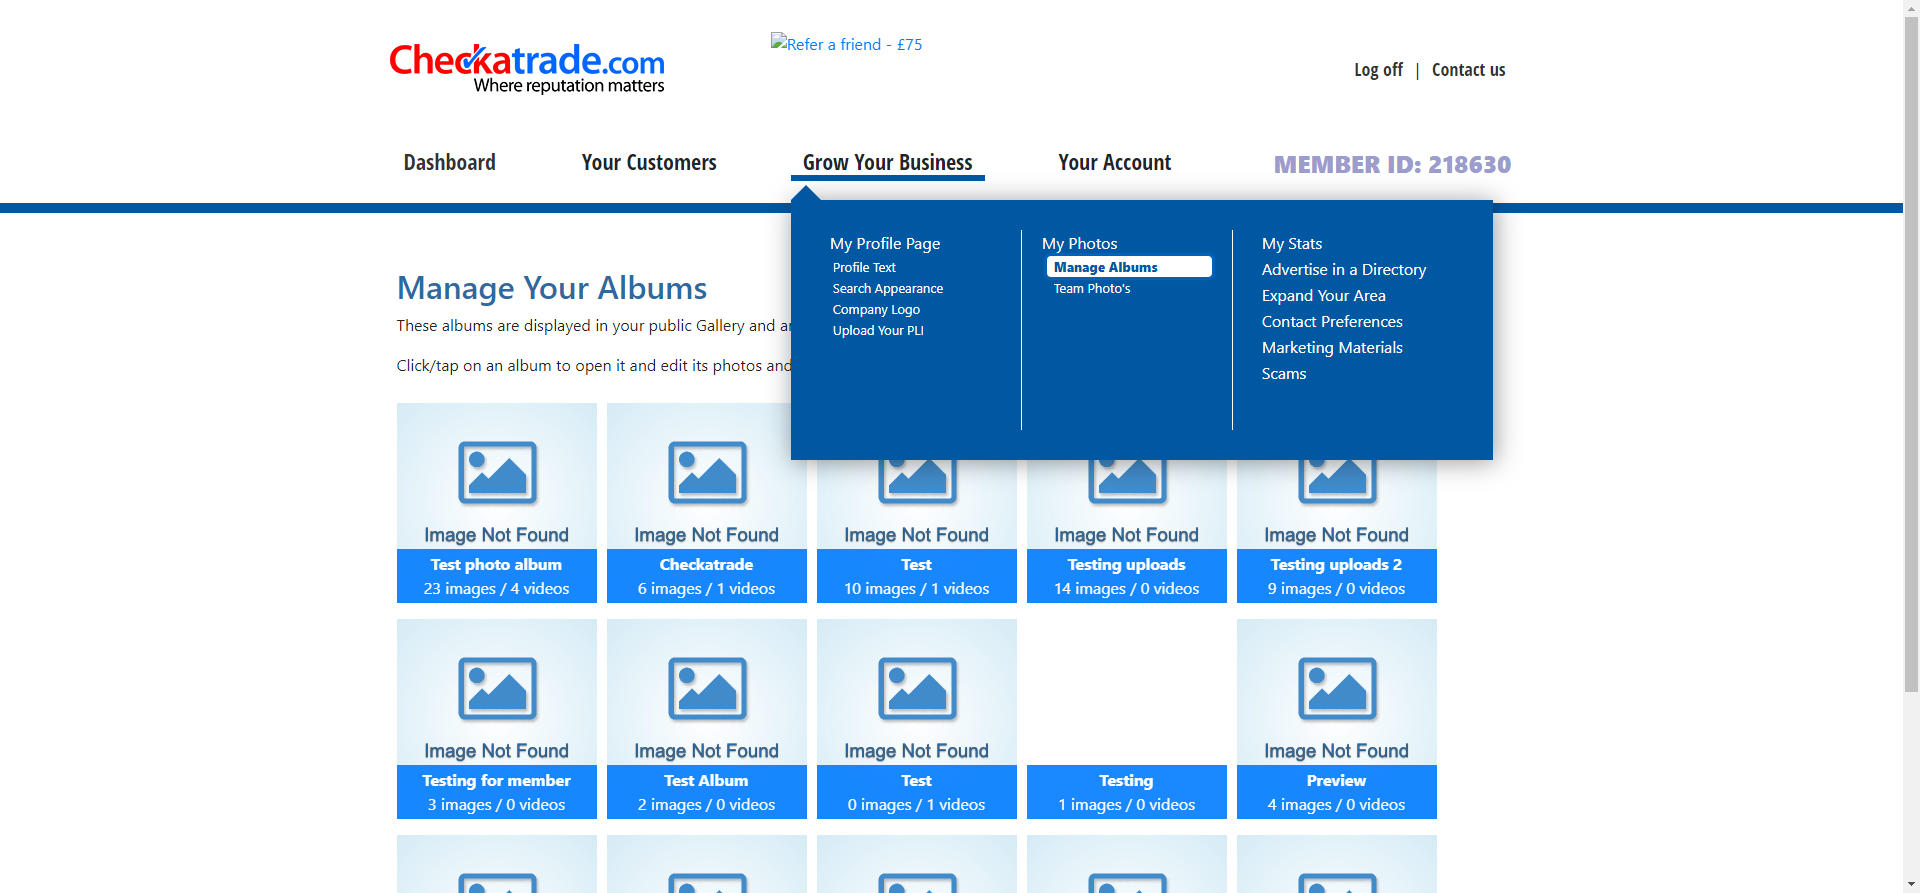 Checkatrade.com
Where reputation matters
Refer a friend - £75
Log off | Contact us
Dashboard
Your Customers
Grow Your Business
Your Account
MEMBER ID: 218630
My Profile Page
Profile Text
Search Appearance
Company Logo
Upload Your PLI
My Photos
Manage Albums
Team Photo's
My Stats
Advertise in a Directory
Expand Your Area
Contact Preferences
Marketing Materials
Scams
Manage Your Albums
These albums are displayed in your public Gallery and
Click/tap on an album to open it and edit its photos and
Image Not Found
Test photo album
23 images / 4 videos
Image Not Found
Checkatrade
6 images / 1 videos
Image Not Found
Test
10 images / 1 videos
Image Not Found
Testing uploads
14 images / 0 videos
Image Not Found
Testing uploads 2
9 images / 0 videos
Image Not Found
Testing for member
3 images / 0 videos
Image Not Found
Test Album
2 images / 0 videos
Image Not Found
Test
0 images / 1 videos
Testing
1 images / 0 videos
Image Not Found
Preview
4 images / 0 videos